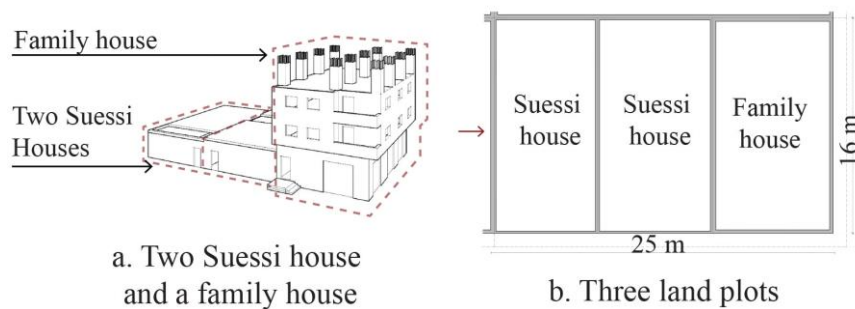 Family house
Two Suessi
Houses
a. Two Suessi house
and a family house
Suessi
house
Suessi
house
Family
house
16 m
25 m
b. Three land plots